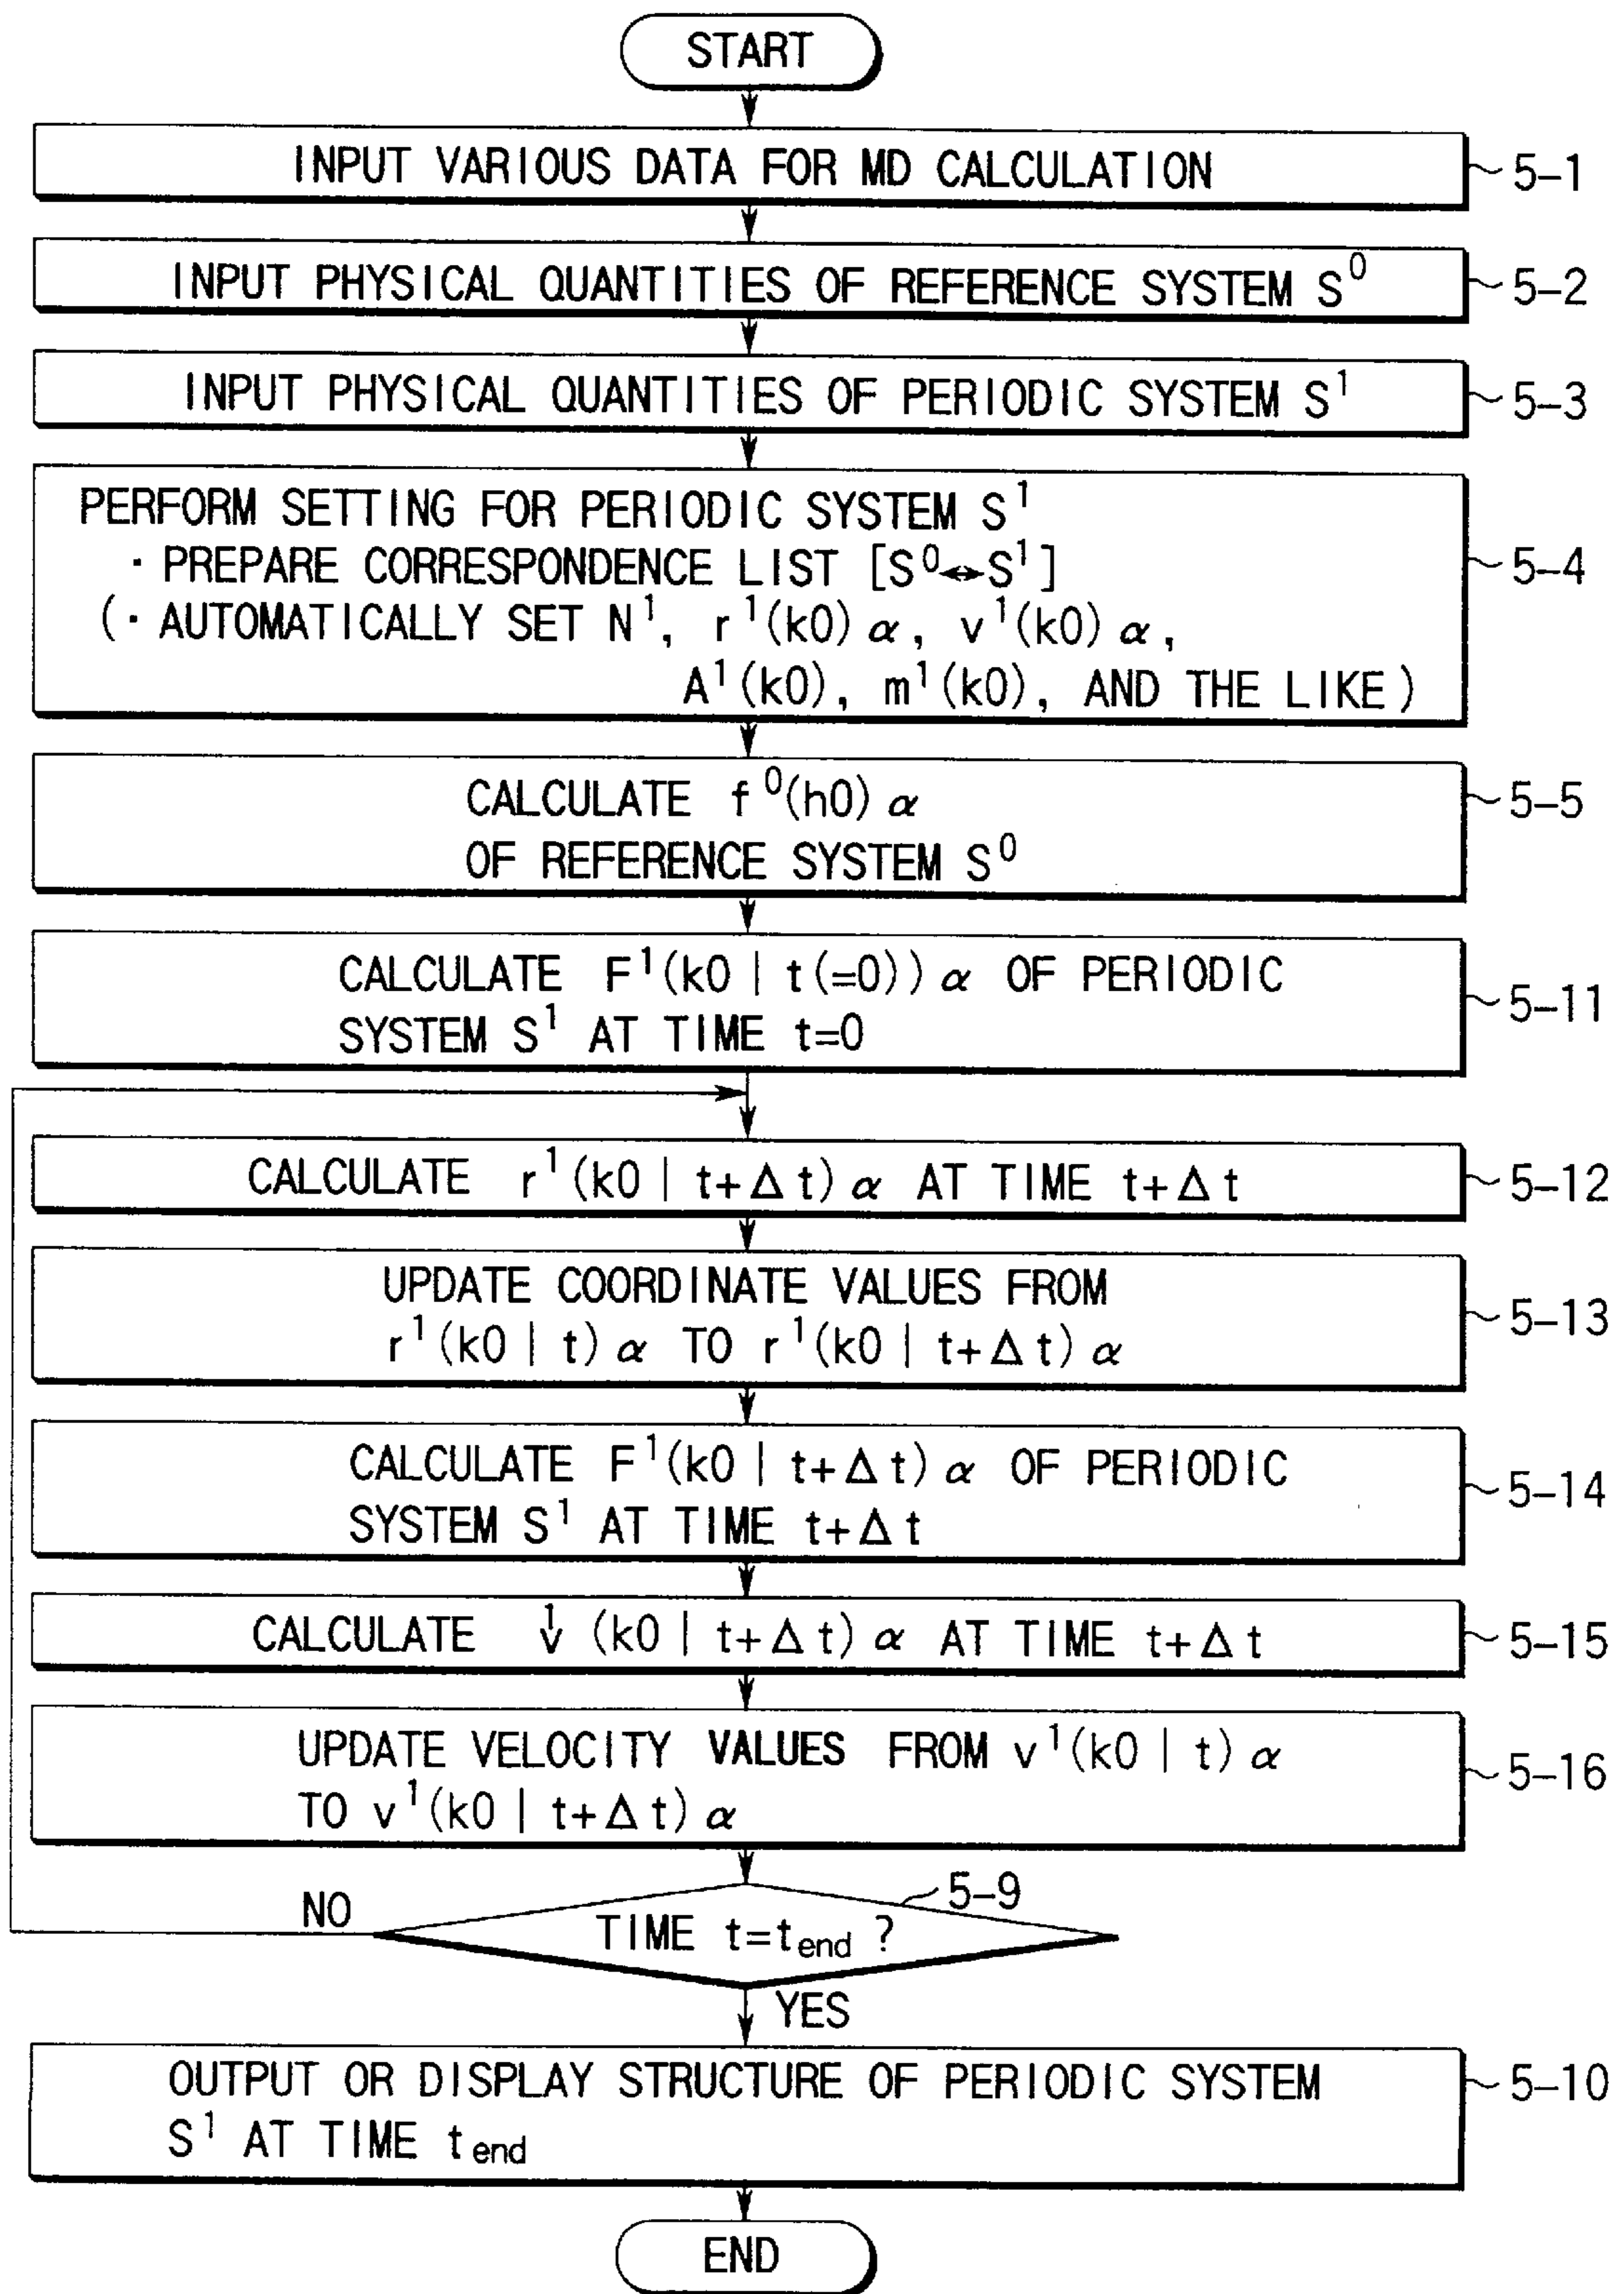 START
INPUT VARIOUS DATA FOR MD CALCULATION
5-1
INPUT PHYSICAL QUANTITIES OF REFERENCE SYSTEM S⁰
5-2
INPUT PHYSICAL QUANTITIES OF PERIODIC SYSTEM S¹
5-3
PERFORM SETTING FOR PERIODIC SYSTEM S¹
· PREPARE CORRESPONDENCE LIST [S⁰↔S¹]
(· AUTOMATICALLY SET N¹, r¹(k0)α, v¹(k0)α,
A¹(k0), m¹(k0), AND THE LIKE)
5-4
CALCULATE f⁰(h0)α
OF REFERENCE SYSTEM S⁰
5-5
CALCULATE F¹(k0 | t(=0))α OF PERIODIC
SYSTEM S¹ AT TIME t=0
5-11
CALCULATE r¹(k0 | t+Δt)α AT TIME t+Δt
5-12
UPDATE COORDINATE VALUES FROM
r¹(k0 | t)α TO r¹(k0 | t+Δt)α
5-13
CALCULATE F¹(k0 | t+Δt)α OF PERIODIC
SYSTEM S¹ AT TIME t+Δt
5-14
CALCULATE v¹(k0 | t+Δt)α AT TIME t+Δt
5-15
UPDATE VELOCITY VALUES FROM v¹(k0 | t)α
TO v¹(k0 | t+Δt)α
5-16
5-9
NO
TIME t=t_end ?
YES
OUTPUT OR DISPLAY STRUCTURE OF PERIODIC SYSTEM
S¹ AT TIME t_end
5-10
END